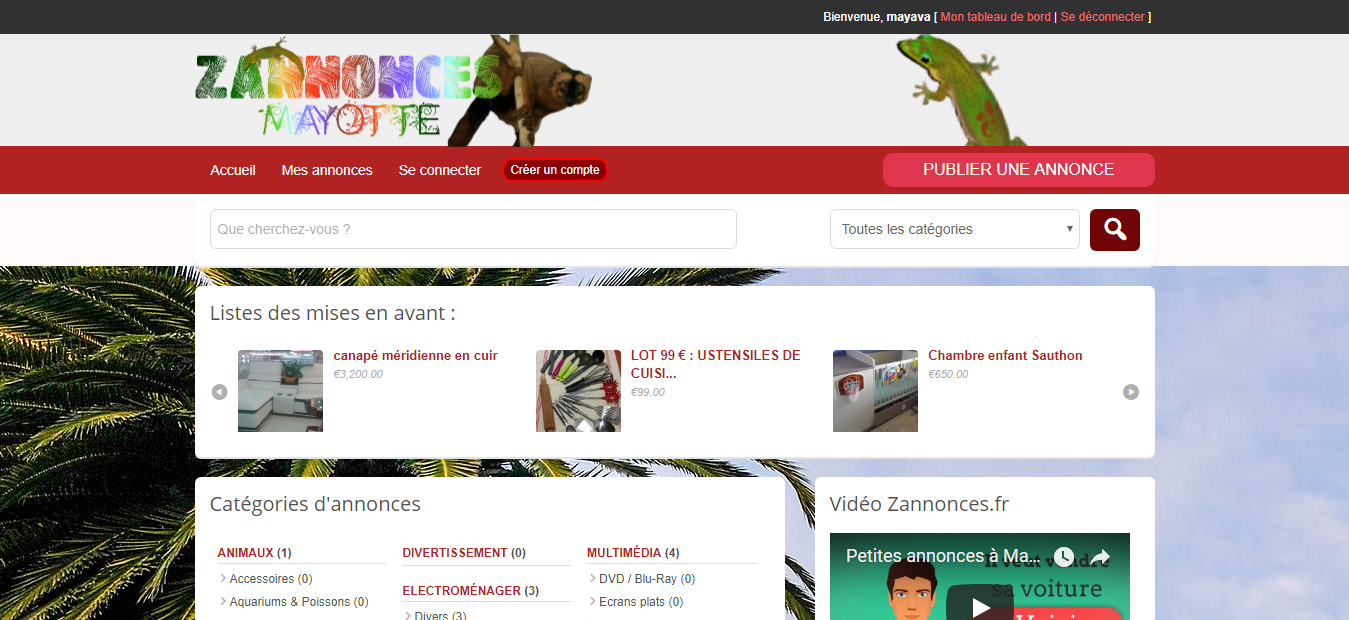 Bienvenue, mayava [ Mon tableau de bord | Se déconnecter ]
ZANNONCES
MAYOTTE
Accueil Mes annonces Se connecter Créer un compte PUBLIER UNE ANNONCE
Que cherchez-vous ? Toutes les catégories
Listes des mises en avant :
canapé méridienne en cuir
€3,200.00
LOT 99 € : USTENSILES DE
CUISI...
€99.00
Chambre enfant Sauthon
€650.00
Catégories d'annonces
ANIMAUX (1)
Accessoires (0)
Aquariums & Poissons (0)
DIVERTISSEMENT (0)
ELECTROMÉNAGER (3)
Divers (3)
MULTIMÉDIA (4)
DVD / Blu-Ray (0)
Ecrans plats (0)
Vidéo Zannonces.fr
Petites annonces à Ma...
Il veut vendre
sa voiture